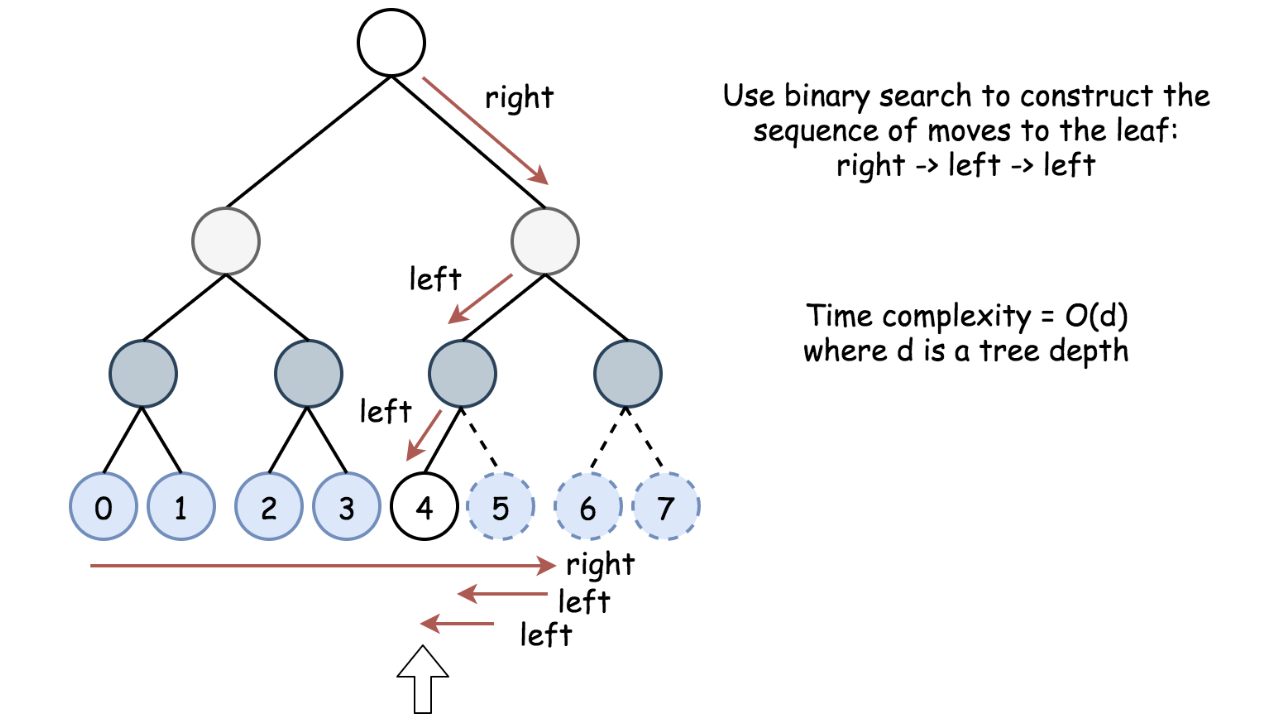 right
Use binary search to construct the
sequence of moves to the leaf:
right -> left -> left
left
Time complexity = O(d)
where d is a tree depth
left
0 1 2 3 4 5 6 7
right
left
left